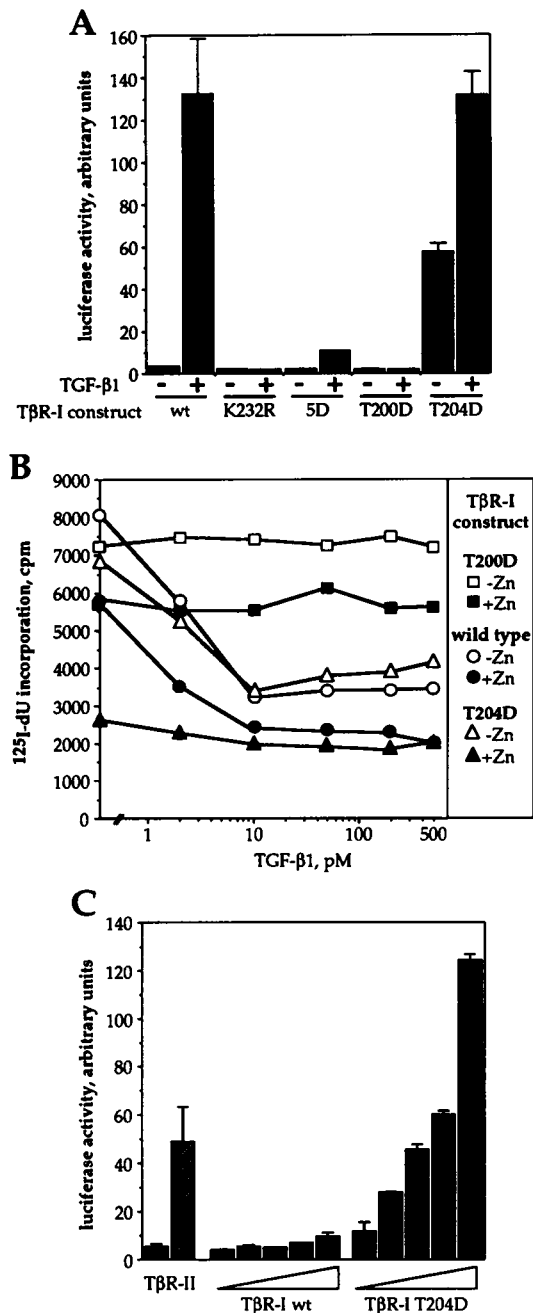 A
luciferase activity, arbitrary units
160
140
120
100
80
60
40
20
0
TGF-β1 - + - + - + - + - +
TβR-I construct wt K232R 5D T200D T204D
B
125I-dU incorporation, cpm
9000
8000
7000
6000
5000
4000
3000
2000
1000
0
1 10 100 500
TGF-β1, pM
TβR-I
construct
T200D
-Zn
+Zn
wild type
-Zn
+Zn
T204D
-Zn
+Zn
C
luciferase activity, arbitrary units
140
120
100
80
60
40
20
0
TβR-II TβR-I wt TβR-I T204D